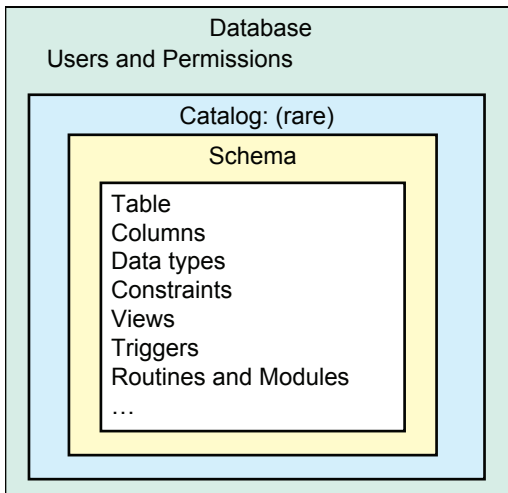 Database
Users and Permissions
Catalog: (rare)
Schema
Table
Columns
Data types
Constraints
Views
Triggers
Routines and Modules
…